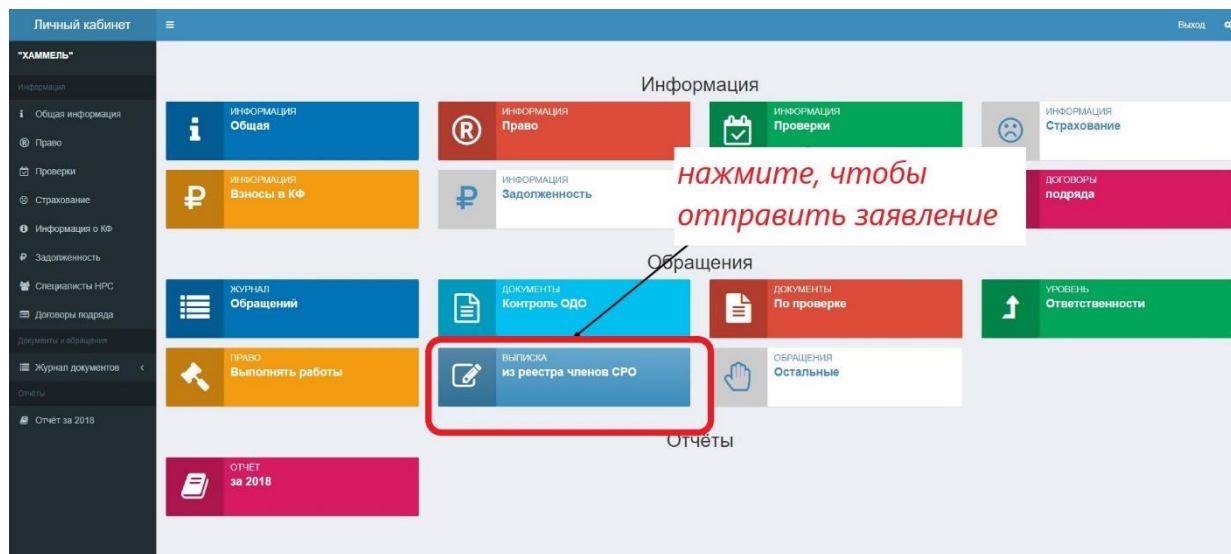 Личный кабинет
Выход
"ХАММЕЛЬ"
Информация
Общая информация
Право
Проверки
Страхование
Информация о КФ
Задолженность
Специалисты НРС
Договоры подряда
Документы и обращения
Журнал документов
Отчеты
Отчёт за 2018
Информация
ИНФОРМАЦИЯ
Общая
ИНФОРМАЦИЯ
Право
ИНФОРМАЦИЯ
Проверки
ИНФОРМАЦИЯ
Страхование
ИНФОРМАЦИЯ
Взносы в КФ
ИНФОРМАЦИЯ
Задолженность
нажмите, чтобы
отправить заявление
ДОГОВОРЫ
подряда
Обращения
ЖУРНАЛ
Обращений
ДОКУМЕНТЫ
Контроль ОДО
ДОКУМЕНТЫ
По проверке
УРОВЕНЬ
Ответственности
ПРАВО
Выполнять работы
ВЫПИСКА
из реестра членов СРО
ОБРАЩЕНИЯ
Остальные
Отчёты
ОТЧЁТ
за 2018